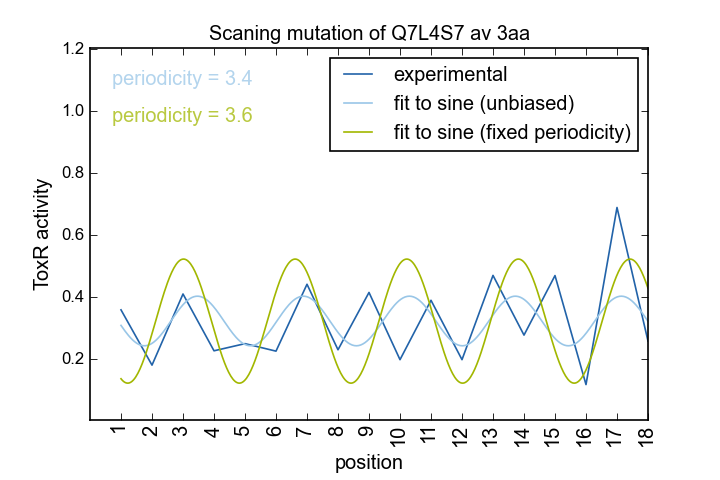 Scaning mutation of Q7L4S7 av 3aa
1.2
1.0
0.8
0.6
0.4
0.2
ToxR activity
periodicity = 3.4
periodicity = 3.6
experimental
fit to sine (unbiased)
fit to sine (fixed periodicity)
1 2 3 4 5 6 7 8 9 10 11 12 13 14 15 16 17 18
position